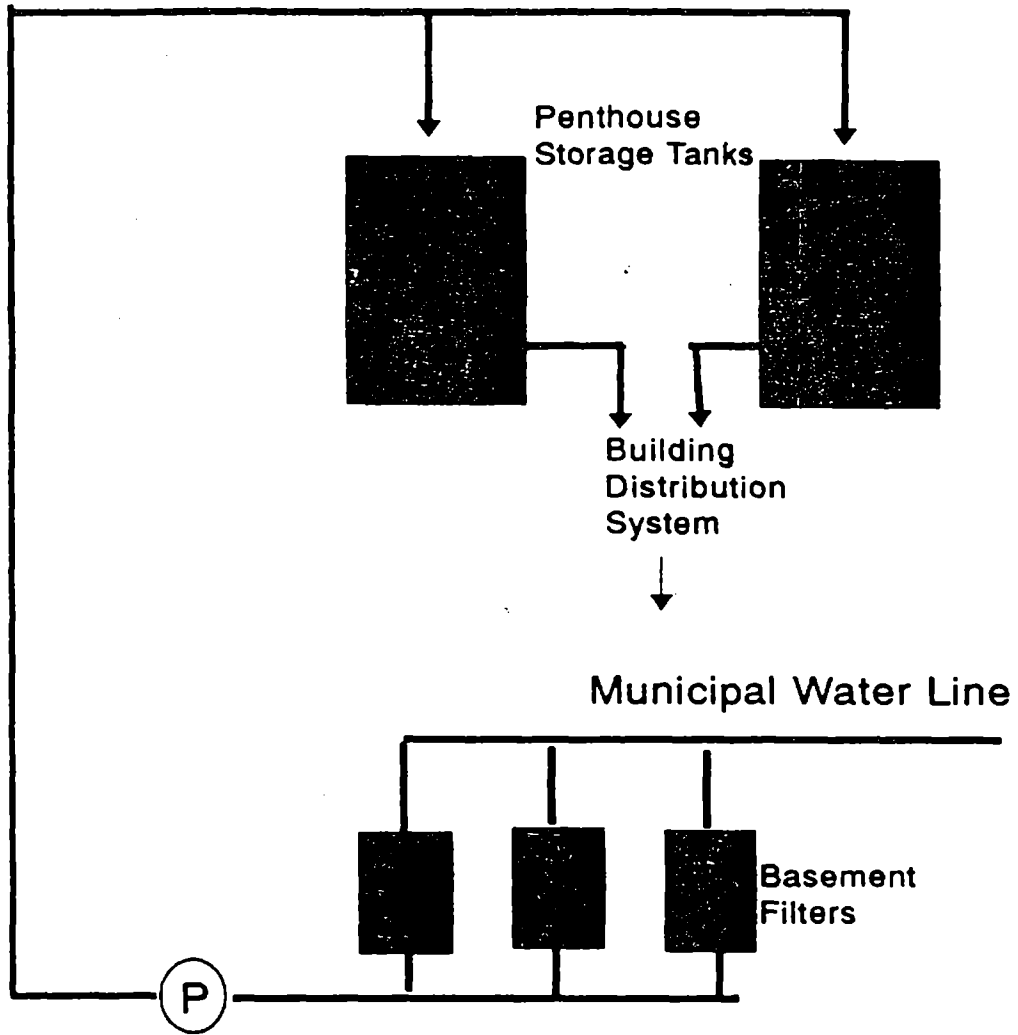 Penthouse
Storage Tanks
Building
Distribution
System
Municipal Water Line
Basement
Filters
P